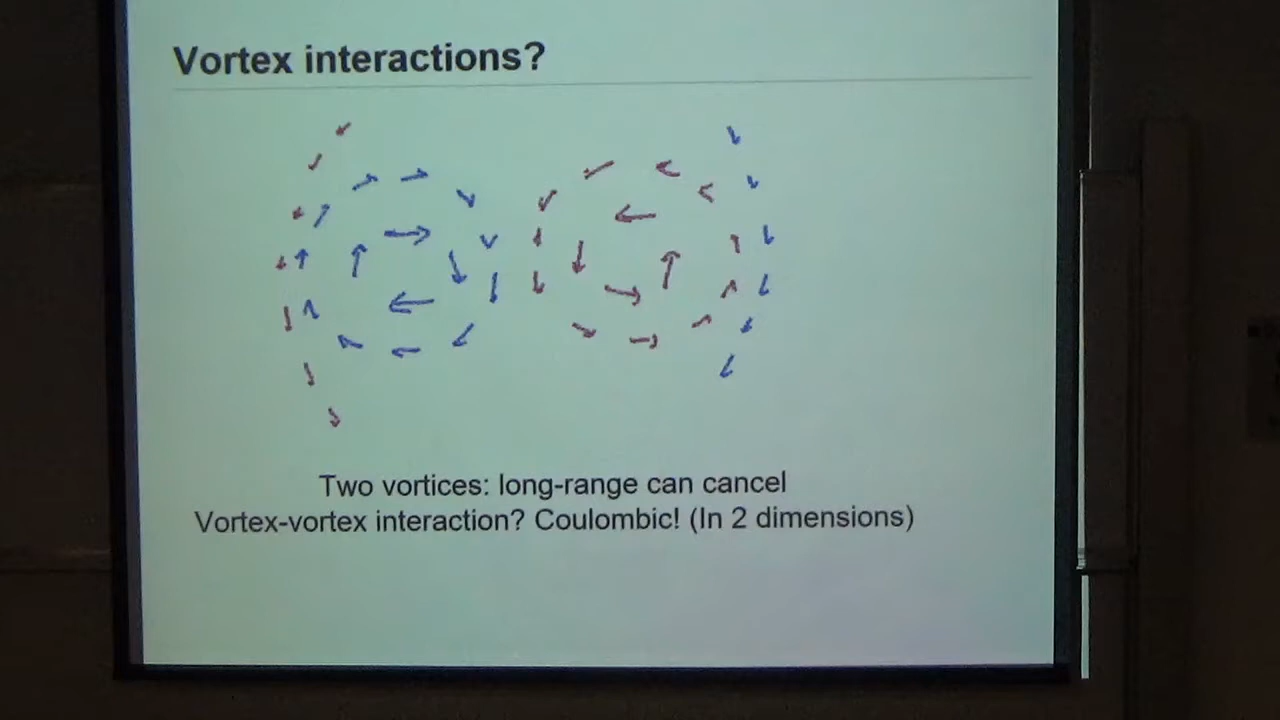 Vortex interactions?
Two vortices: long-range can cancel
Vortex-vortex interaction? Coulombic! (In 2 dimensions)